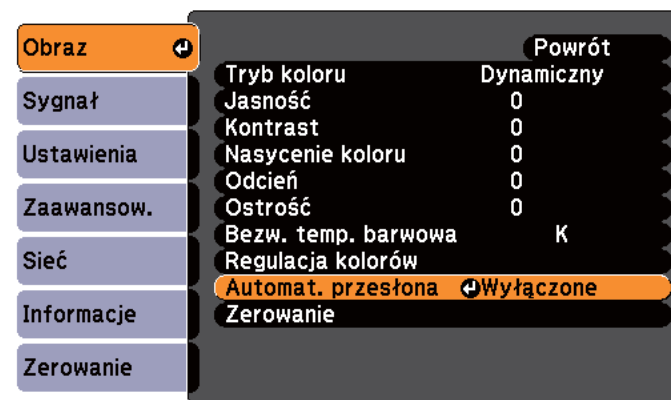 Obraz
Sygnał
Ustawienia
Zaawansow.
Sieć
Informacje
Zerowanie
Powrót
Tryb koloru Dynamiczny
Jasność 0
Kontrast 0
Nasycenie koloru 0
Odcień 0
Ostrość 0
Bezw. temp. barwowa K
Regulacja kolorów
Automat. przesłona Wyłączone
Zerowanie